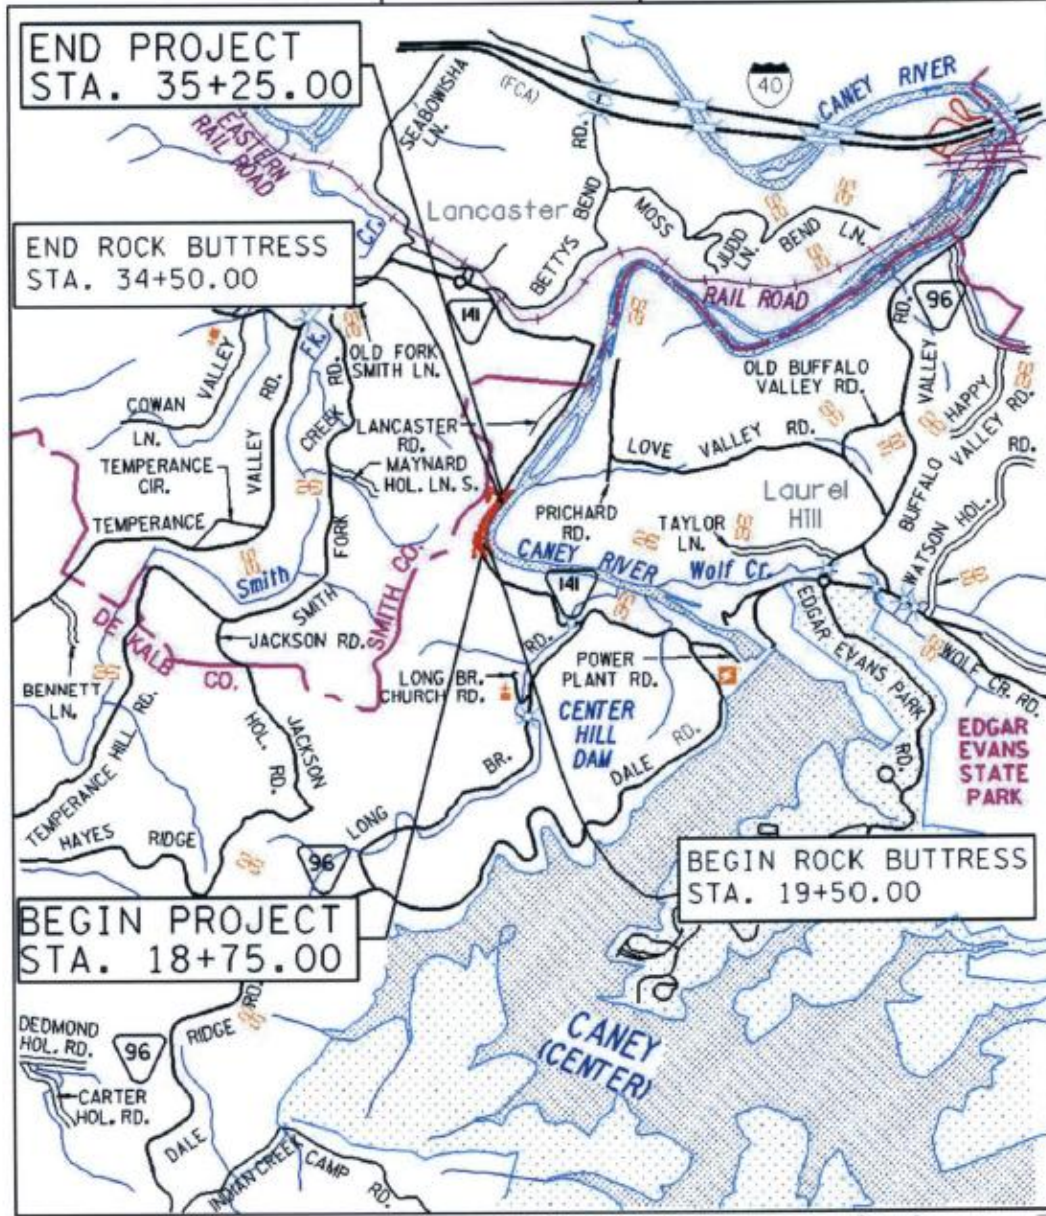 END PROJECT
STA. 35+25.00
SEABOWISHA
LN.
(FCA)
40
CANEY RIVER
EASTERN
RAIL ROAD
BETTYS BEND RD.
Lancaster
MOSS
JUDD
LN.
BEND LN.
Cr.
END ROCK BUTTRESS
STA. 34+50.00
141
RAIL ROAD
96
OLD FORK
SMITH LN.
FK.
OLD BUFFALO
VALLEY RD.
VALLEY
COWAN
LN.
LANCASTER
RD.
MAYNARD
HOL. LN. S.
LOVE VALLEY RD.
HAPPY
VALLEY RD.
BUFFALO
VALLEY
RD.
TEMPERANCE
CIR.
TEMPERANCE
VALLEY
RD.
SMITH
FORK
CREEK
RD.
PRICHARD
RD.
Laurel
Hill
TAYLOR
LN.
WATSON HOL. RD.
Smith
SMITH CO.
CANEY RIVER
Wolf Cr.
141
DE KALB
CO.
JACKSON RD.
BENNETT
LN.
LONG BR.
CHURCH RD.
RD.
POWER
PLANT RD.
EDGAR EVANS PARK
RD.
WOLF CR. RD.
CENTER
HILL
DAM
EDGAR
EVANS
STATE
PARK
JACKSON
HOL.
RD.
TEMPERANCE HILL
RD.
HAYES RIDGE
LONG
BR.
DALE
RD.
96
BEGIN ROCK BUTTRESS
STA. 19+50.00
BEGIN PROJECT
STA. 18+75.00
DEDMOND
HOL. RD.
96
CARTER
HOL. RD.
DALE
RIDGE
RD.
CANEY
(CENTER)
INDIAN CREEK
CAMP
RD.